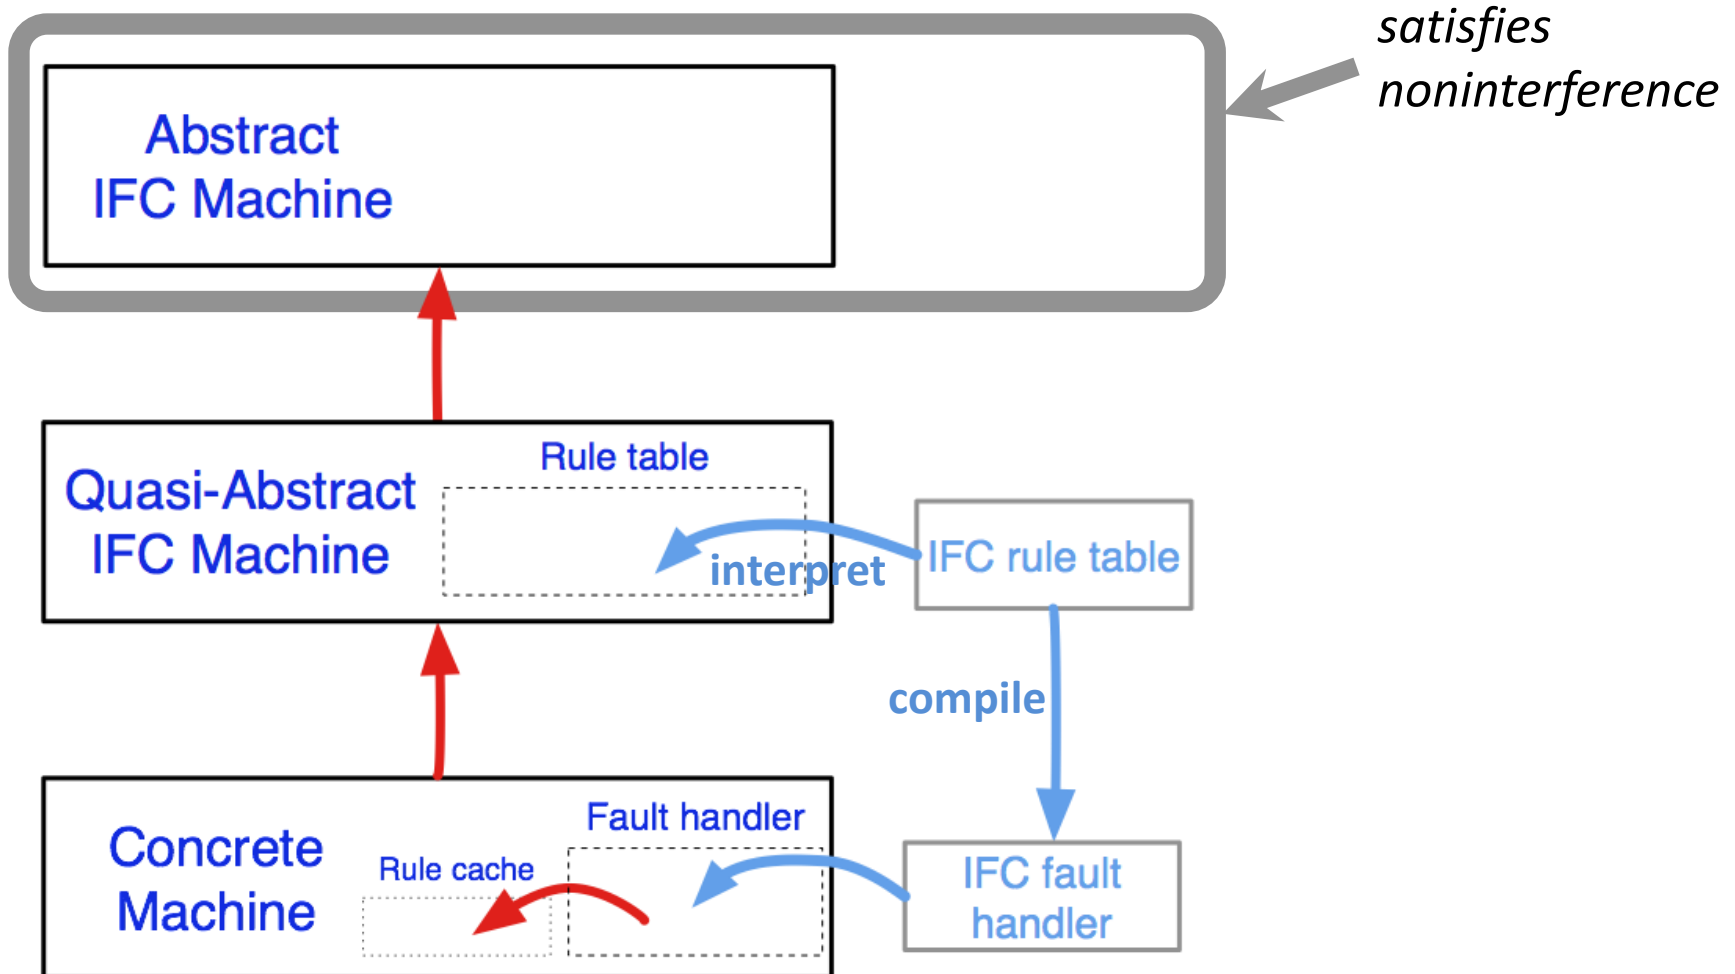 satisfies
noninterference
Abstract
IFC Machine
Rule table
Quasi-Abstract
IFC Machine
interpret
IFC rule table
compile
Fault handler
Concrete
Machine
Rule cache
IFC fault
handler